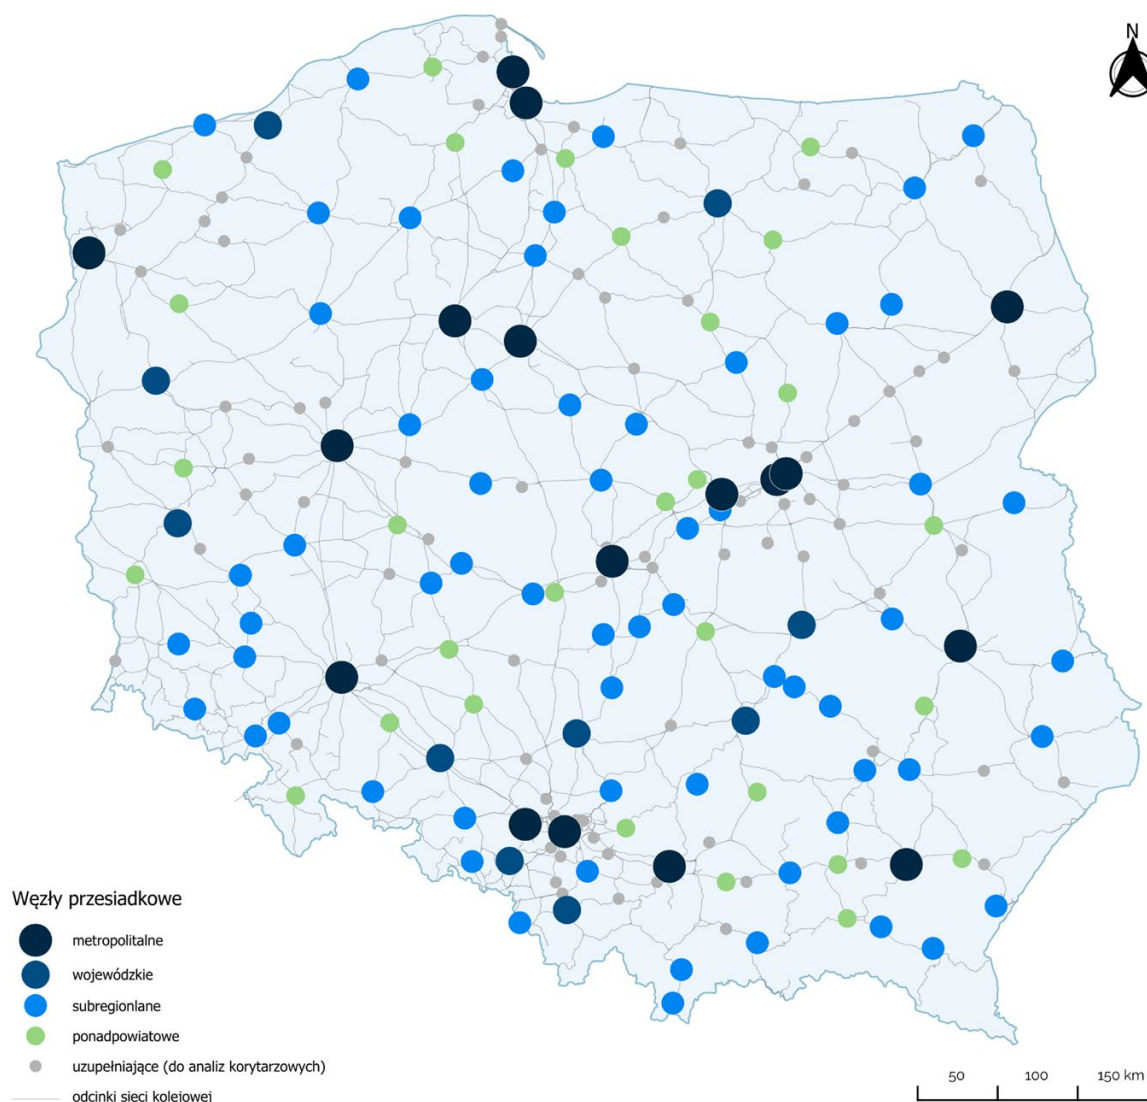 N
Węzły przesiadkowe
metropolitalne
wojewódzkie
subregionlane
ponadpowiatowe
uzupełniające (do analiz korytarzowych)
odcinki sieci kolejowej
50 100 150 km